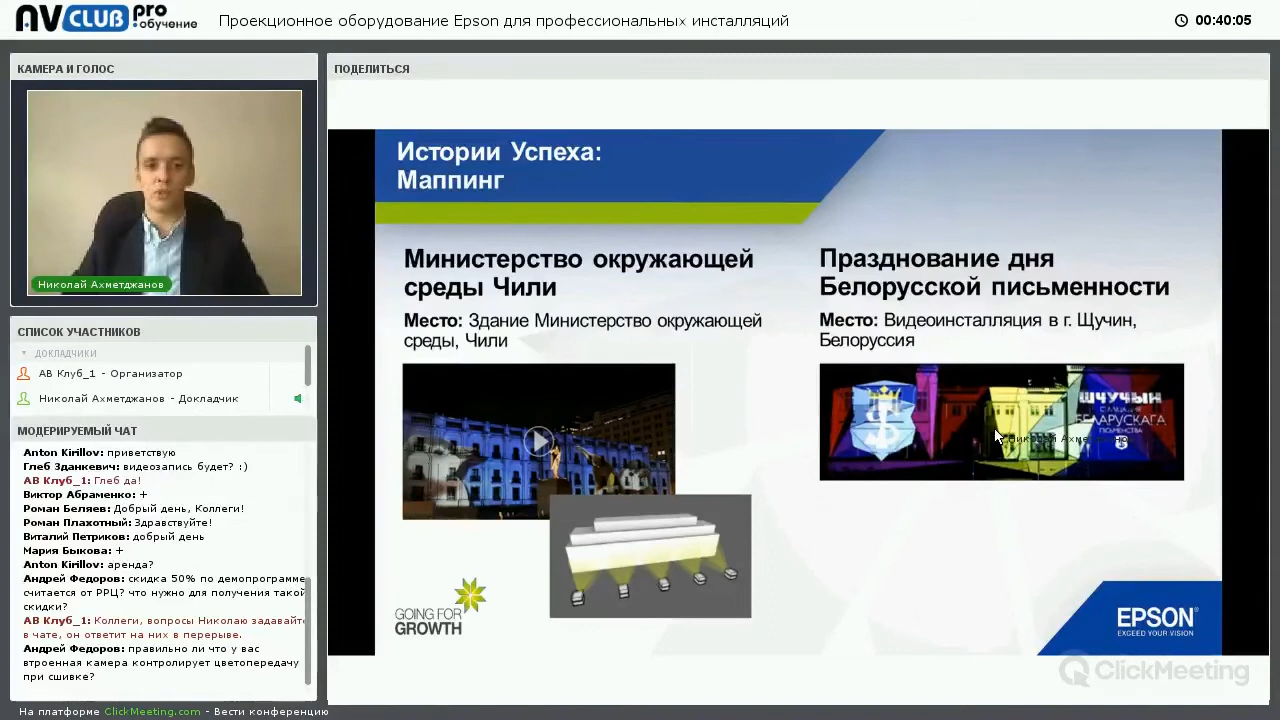 AV CLUB pro обучение
Проекционное оборудование Epson для профессиональных инсталляций
00:40:05
КАМЕРА И ГОЛОС
Николай Ахметджанов
СПИСОК УЧАСТНИКОВ
ДОКЛАДЧИКИ
АВ Клуб_1 - Организатор
Николай Ахметджанов - Докладчик
МОДЕРИРУЕМЫЙ ЧАТ
Anton Kirillov: приветствую
Глеб Зданкевич: видеозапись будет? :)
АВ Клуб_1: Глеб да!
Виктор Абраменко: +
Роман Беляев: Добрый день, Коллеги!
Роман Плахотный: Здравствуйте!
Виталий Петриков: добрый день
Мария Быкова: +
Anton Kirillov: аренда?
Андрей Федоров: скидка 50% по демопрограмме
считается от РРЦ? что нужно для получения такой
скидки?
АВ Клуб_1: Коллеги, вопросы Николаю задавайте
в чате, он ответит на них в перерыве.
Андрей Федоров: правильно ли что у вас
втроенная камера контролирует цветопередачу
при сшивке?
На платформе ClickMeeting.com - Вести конференцию
ПОДЕЛИТЬСЯ
Истории Успеха:
Маппинг
Министерство окружающей
среды Чили
Место: Здание Министерство окружающей
среды, Чили
GOING FOR
GROWTH
Празднование дня
Белорусской письменности
Место: Видеоинсталляция в г. Щучин,
Белоруссия
ШЧУЧЫН
БЕЛАРУСКАГА
ПІСЬМЕНСТВА
Николай Ахметджанов
EPSON®
EXCEED YOUR VISION
ClickMeeting